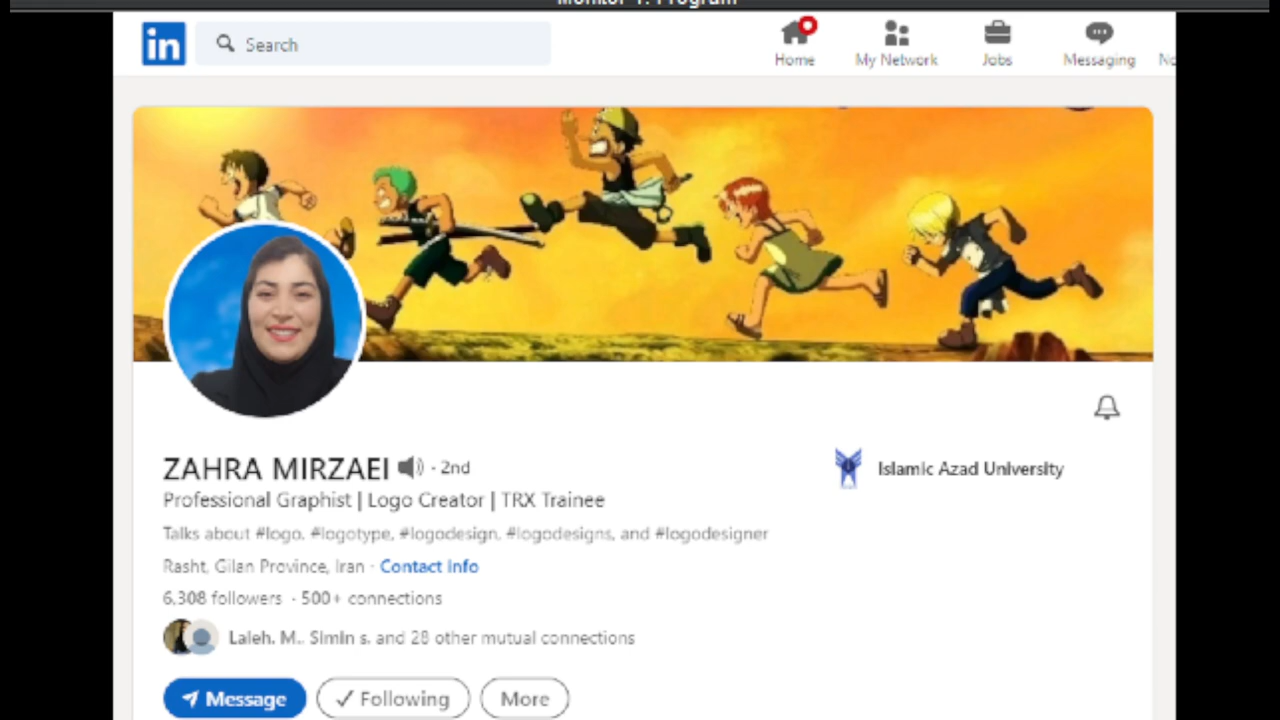 Monitor 1: Program
in
Search
Home
My Network
Jobs
Messaging
No
ZAHRA MIRZAEI · 2nd
Islamic Azad University
Professional Graphist | Logo Creator | TRX Trainee
Talks about #logo, #logotype, #logodesign, #logodesigns, and #logodesigner
Rasht, Gilan Province, Iran · Contact info
6,308 followers · 500+ connections
Laleh. M., Simin s. and 28 other mutual connections
Message
Following
More